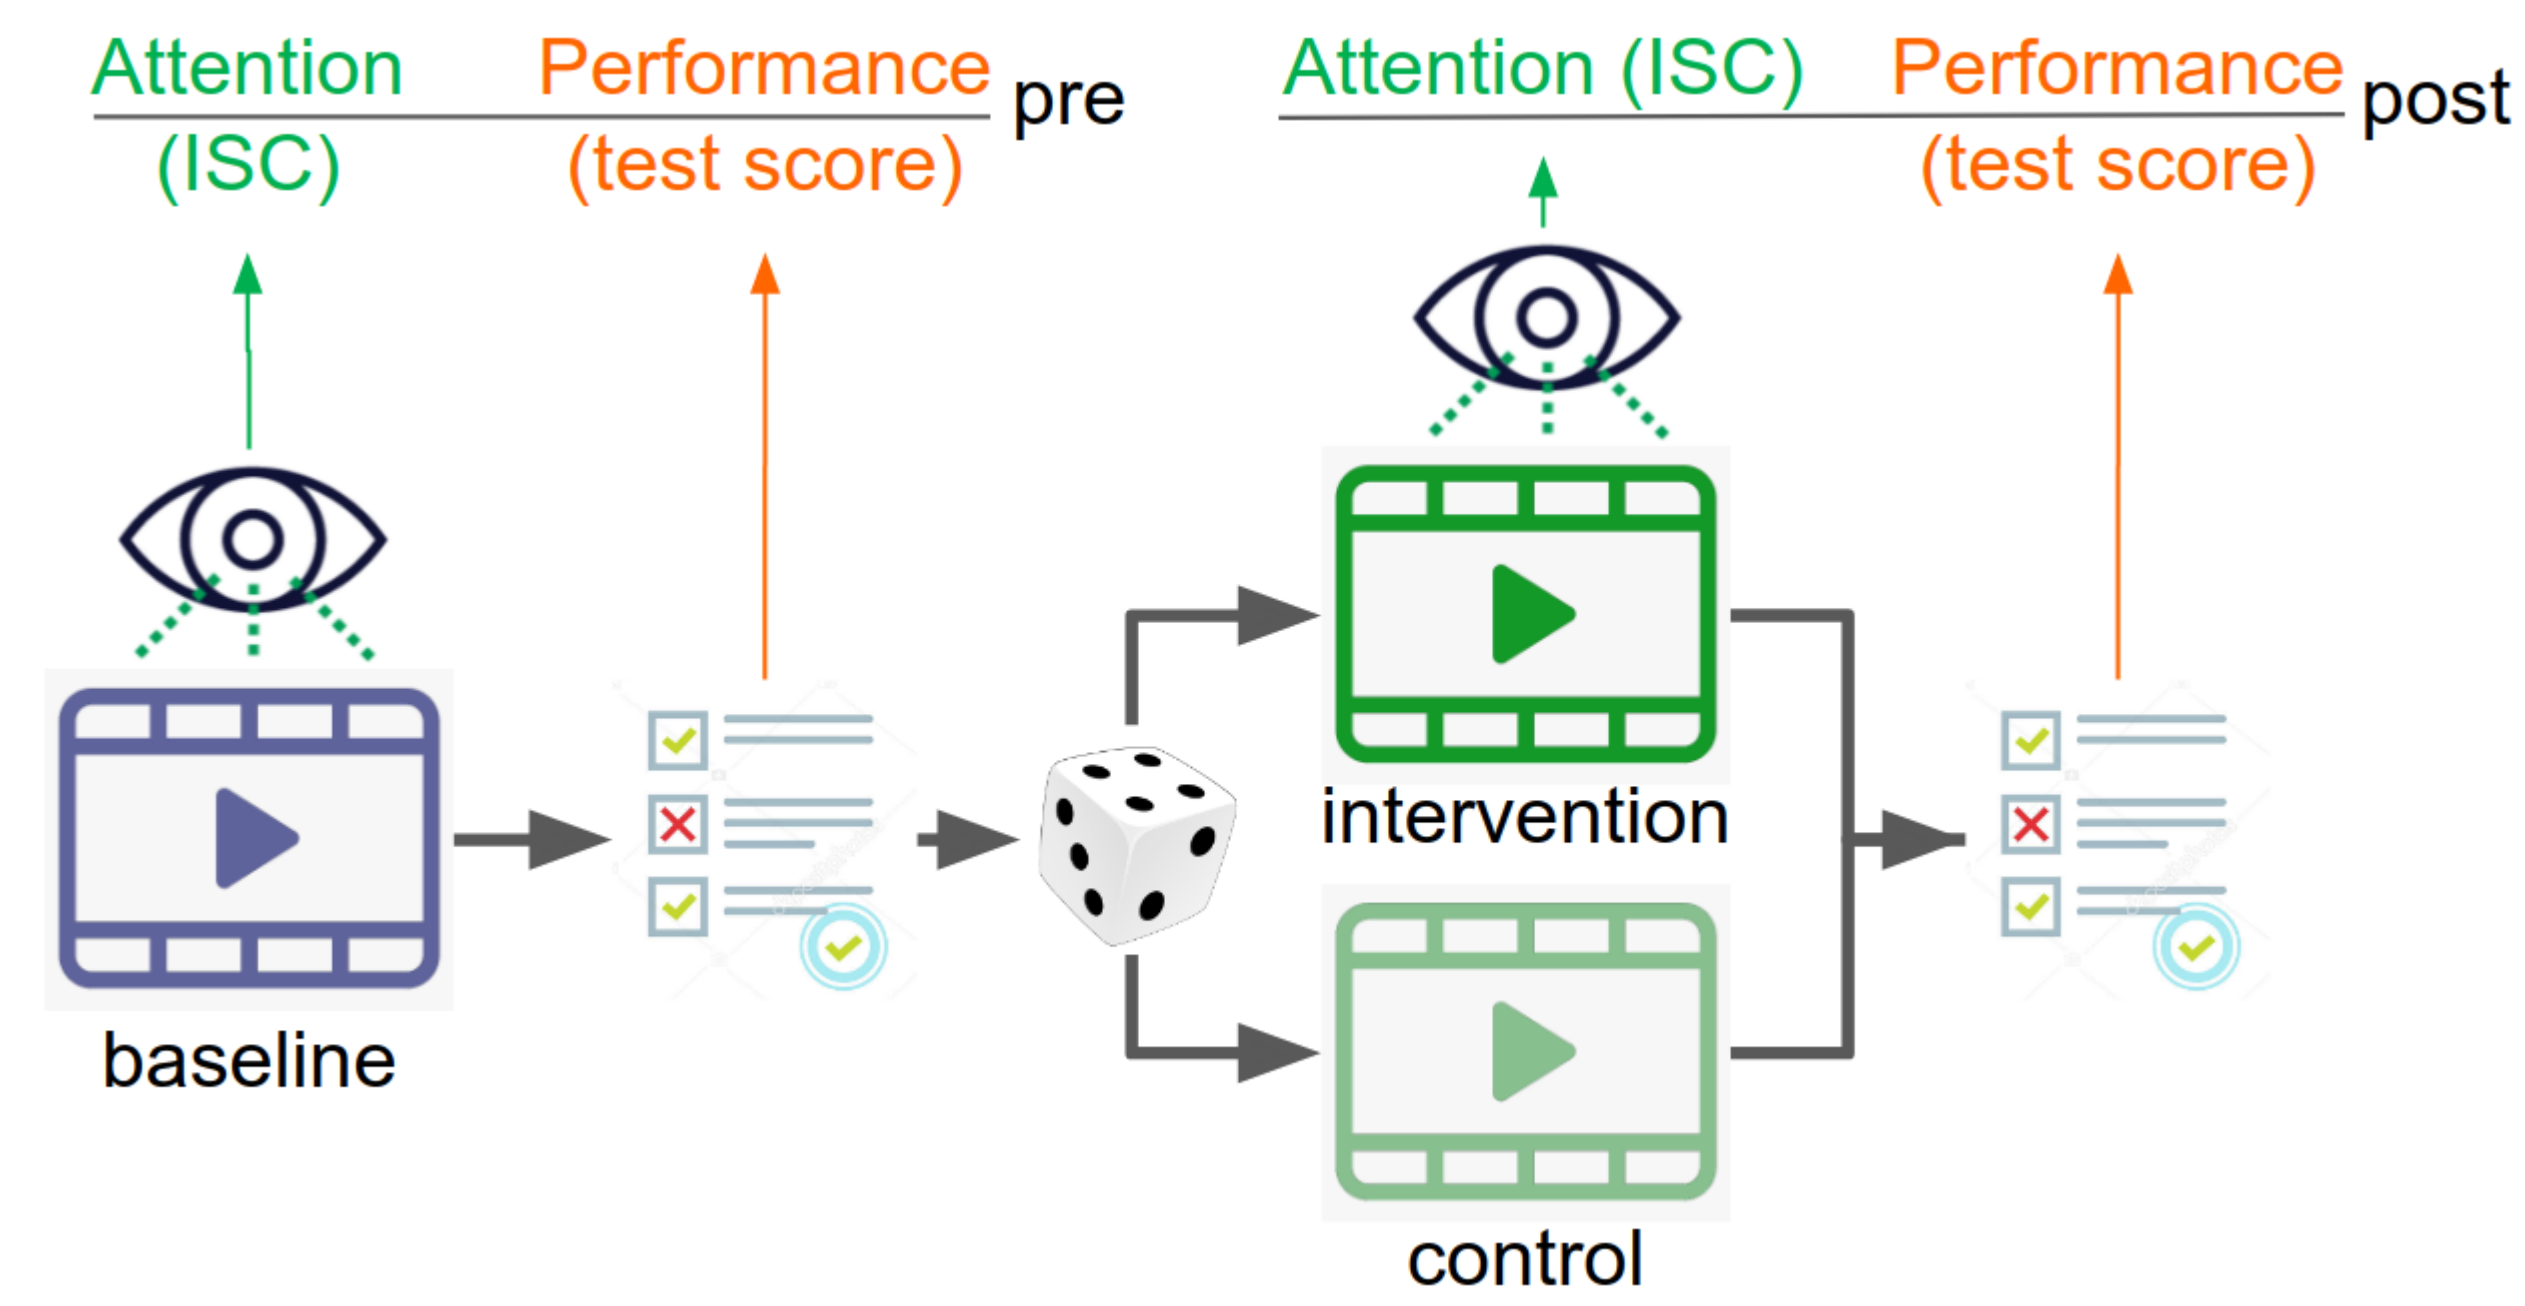 Attention Performance pre
(ISC) (test score)
Attention (ISC) Performance post
(test score)
baseline
intervention
control